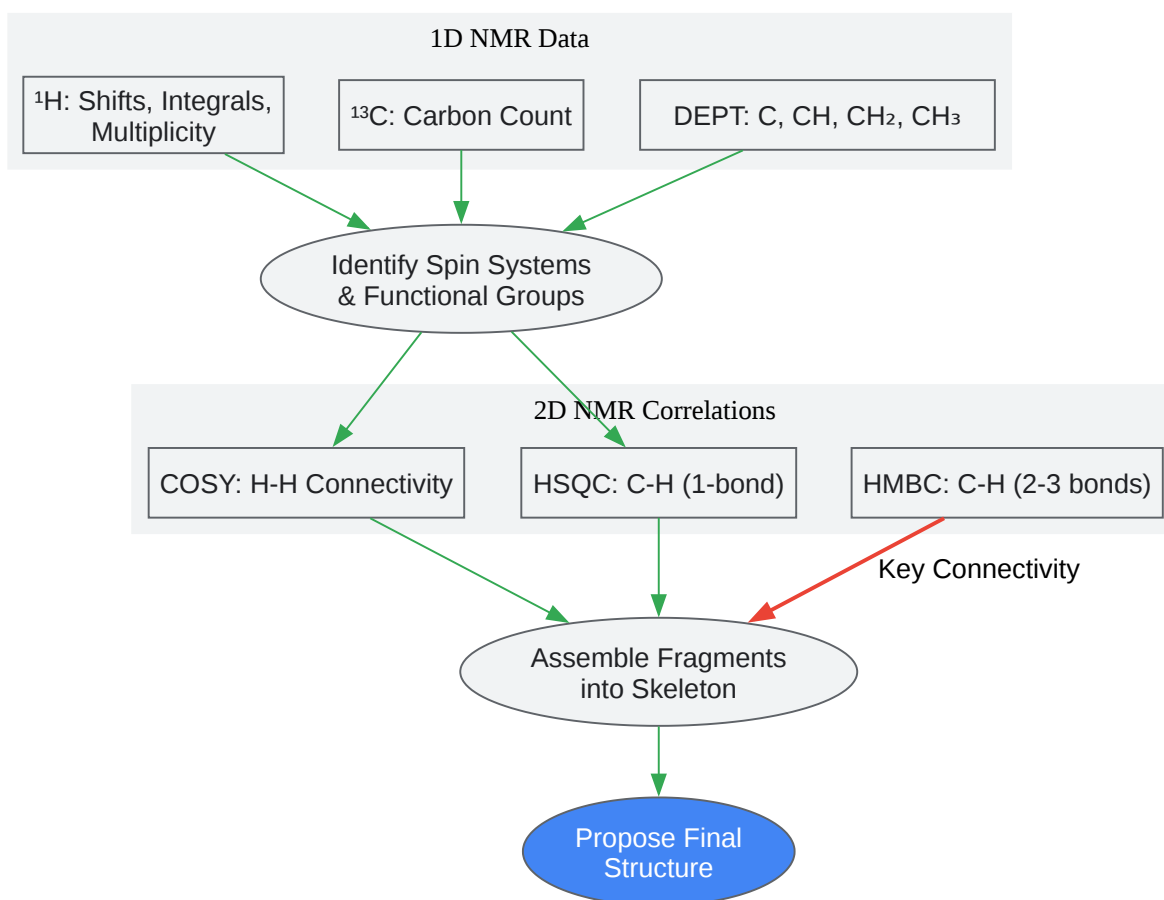 1D NMR Data
¹H: Shifts, Integrals,
Multiplicity
¹³C: Carbon Count
DEPT: C, CH, CH₂, CH₃
Identify Spin Systems
& Functional Groups
2D NMR Correlations
COSY: H-H Connectivity
HSQC: C-H (1-bond)
HMBC: C-H (2-3 bonds)
Key Connectivity
Assemble Fragments
into Skeleton
Propose Final
Structure